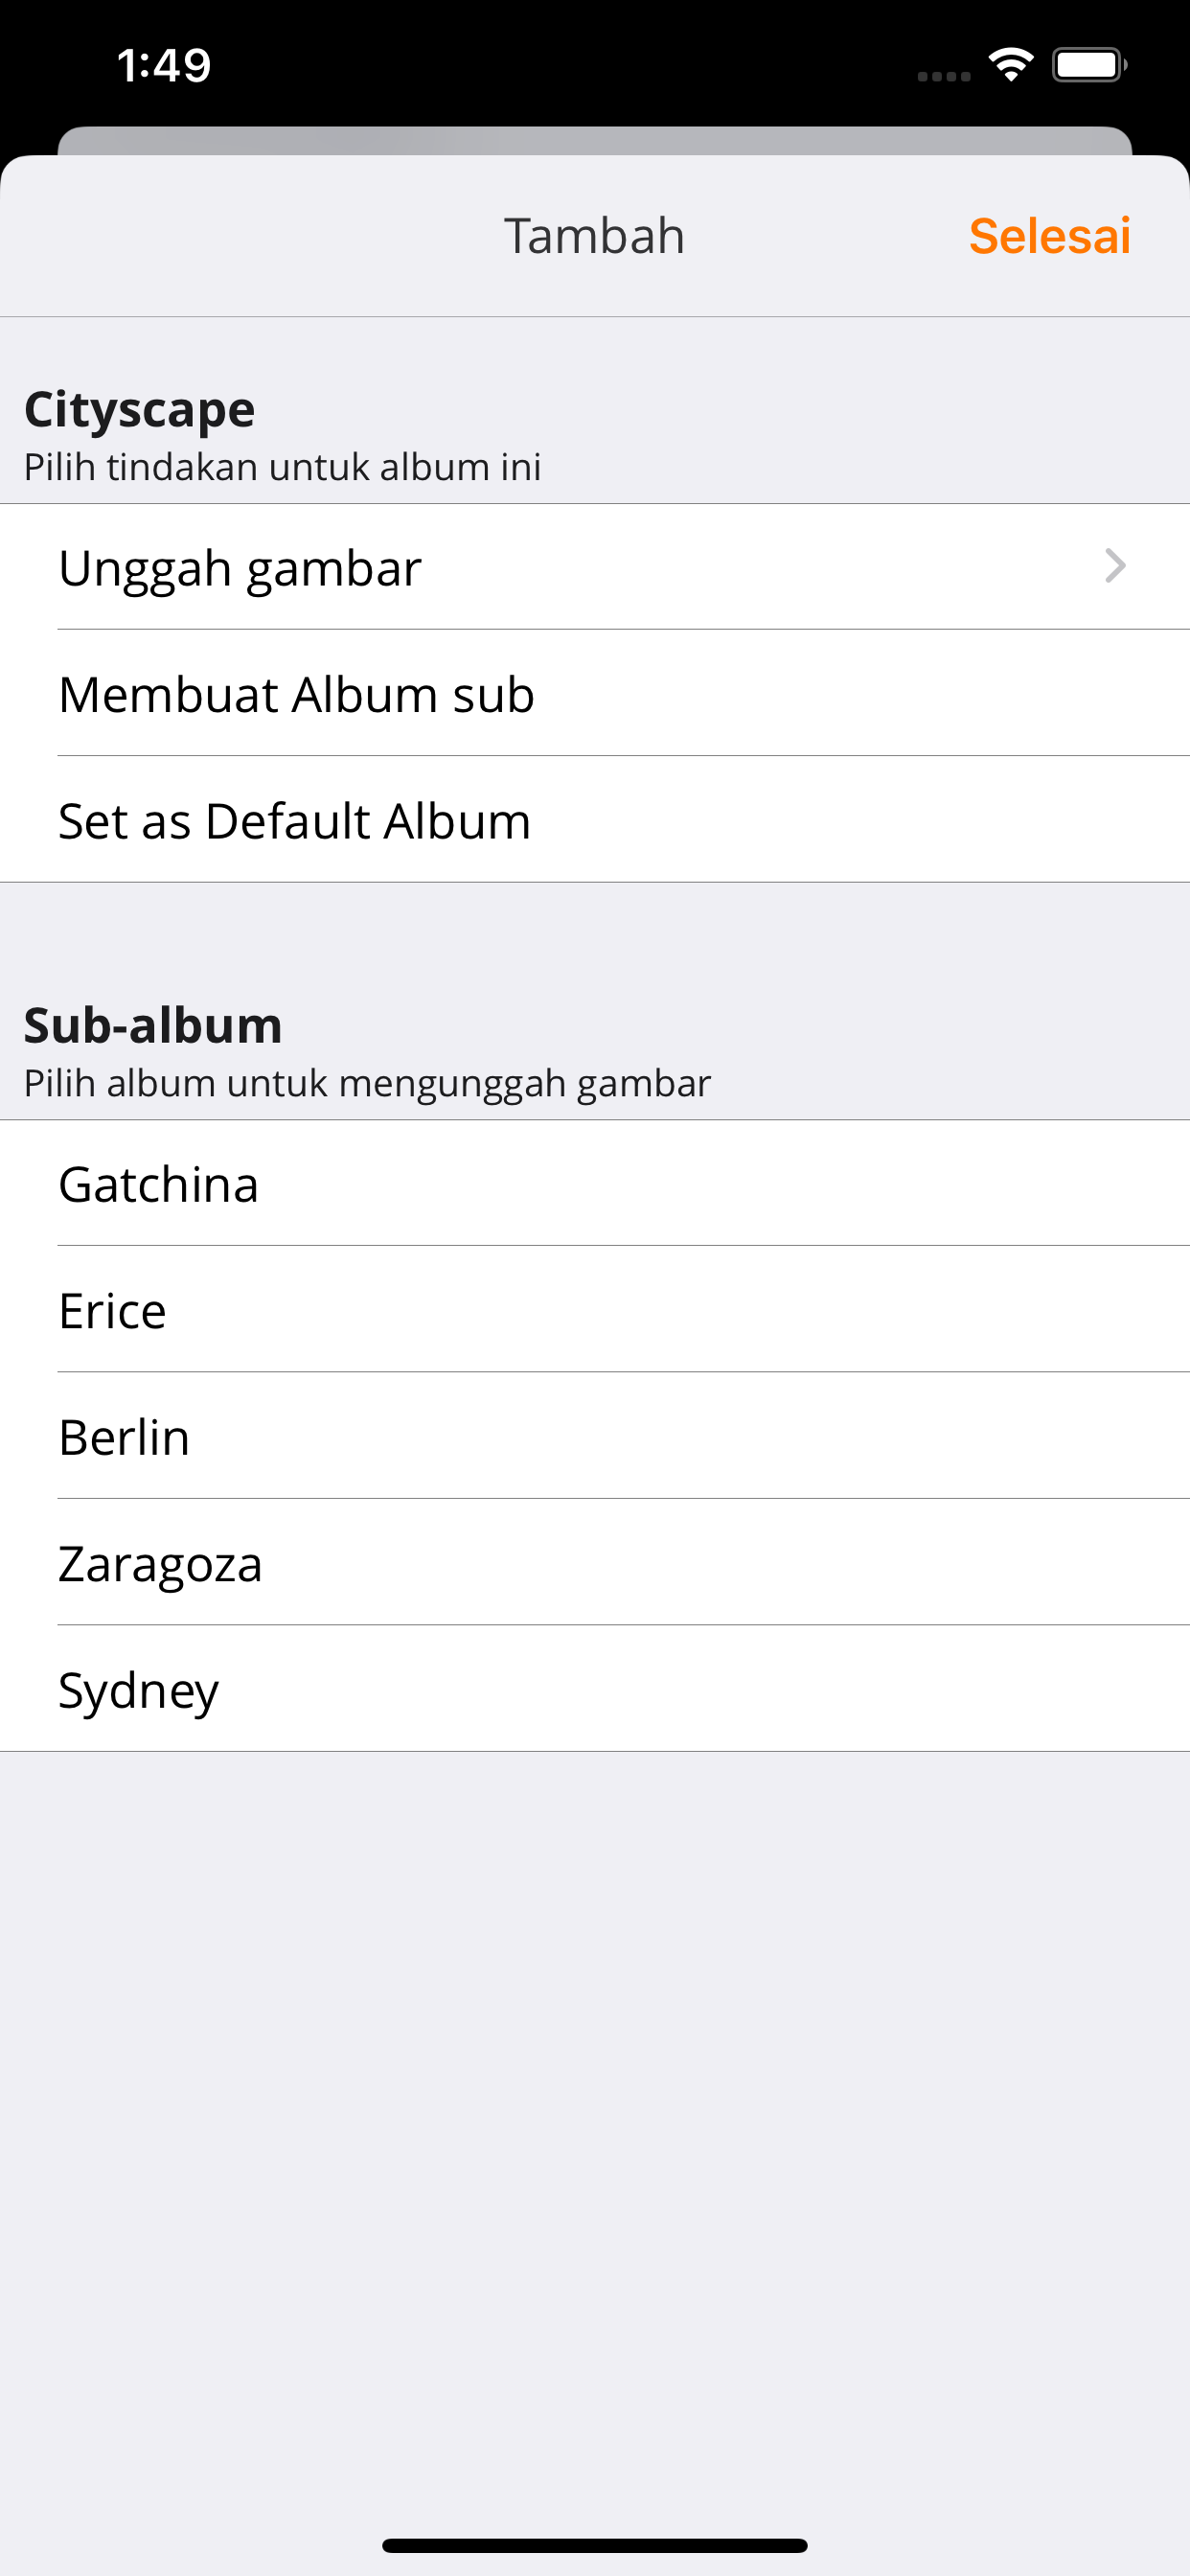 1:49
Tambah
Selesai
Cityscape
Pilih tindakan untuk album ini
Unggah gambar
Membuat Album sub
Set as Default Album
Sub-album
Pilih album untuk mengunggah gambar
Gatchina
Erice
Berlin
Zaragoza
Sydney